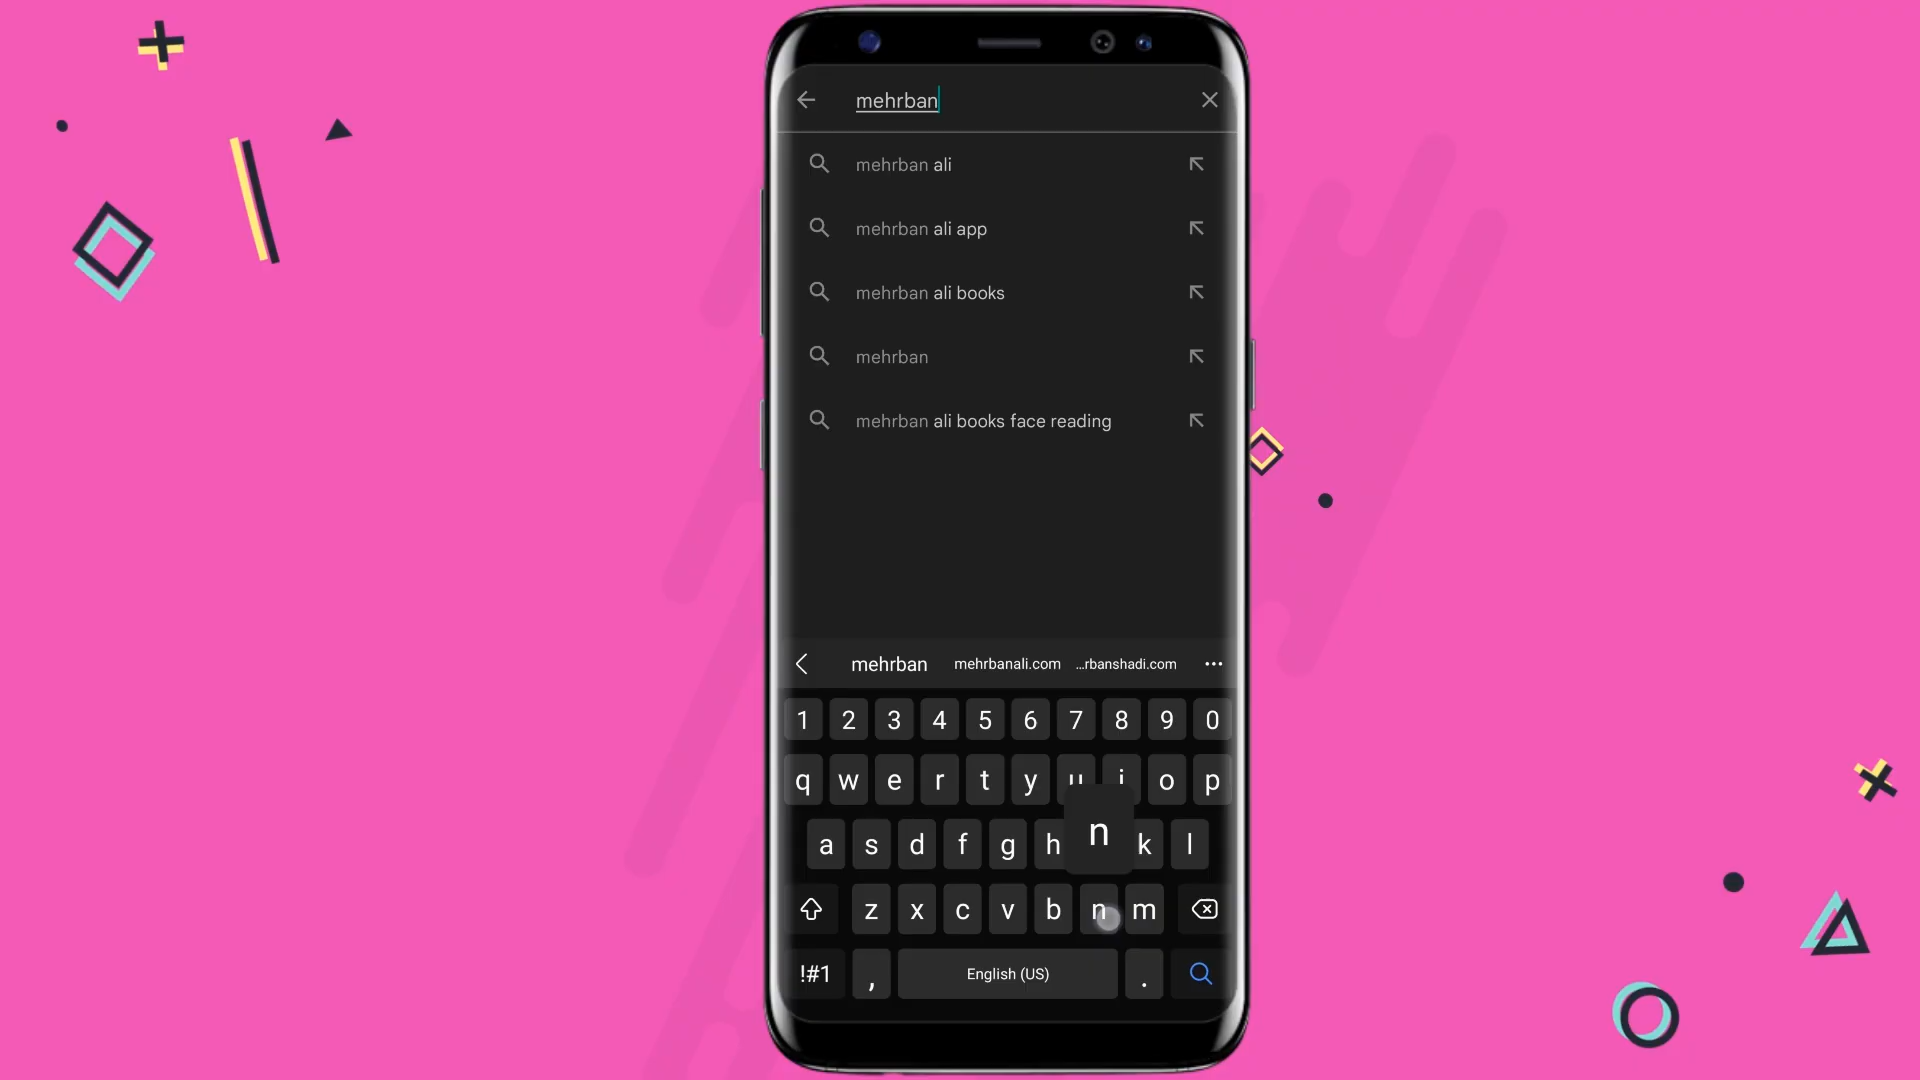 mehrban
mehrban ali
mehrban ali app
mehrban ali books
mehrban
mehrban ali books face reading
mehrban mehrbanali.com ...rbanshadi.com ...
1 2 3 4 5 6 7 8 9 0
q w e r t y u i o p
a s d f g h n k l
z x c v b n m
!#1 , English (US) .